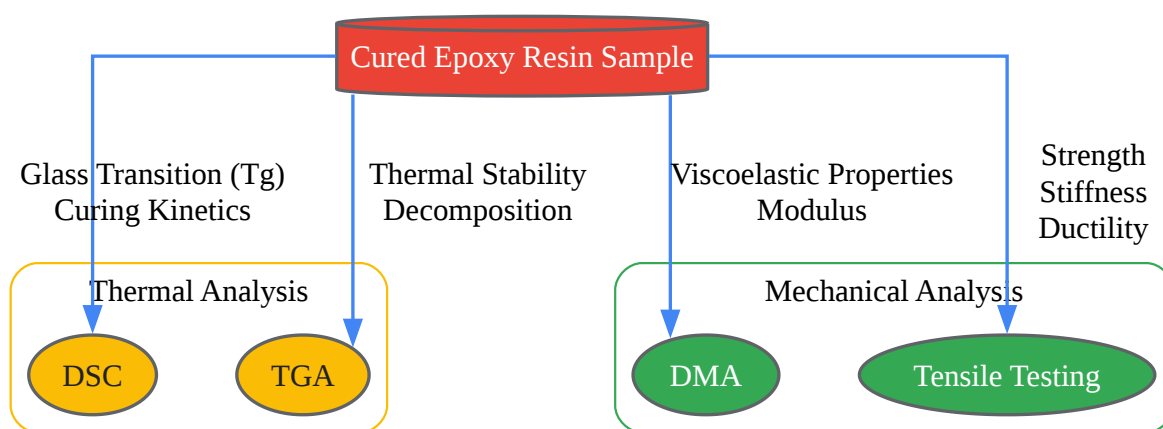 Cured Epoxy Resin Sample
Glass Transition (Tg)
Curing Kinetics
Thermal Stability
Decomposition
Viscoelastic Properties
Modulus
Strength
Stiffness
Ductility
Thermal Analysis
Mechanical Analysis
DSC
TGA
DMA
Tensile Testing